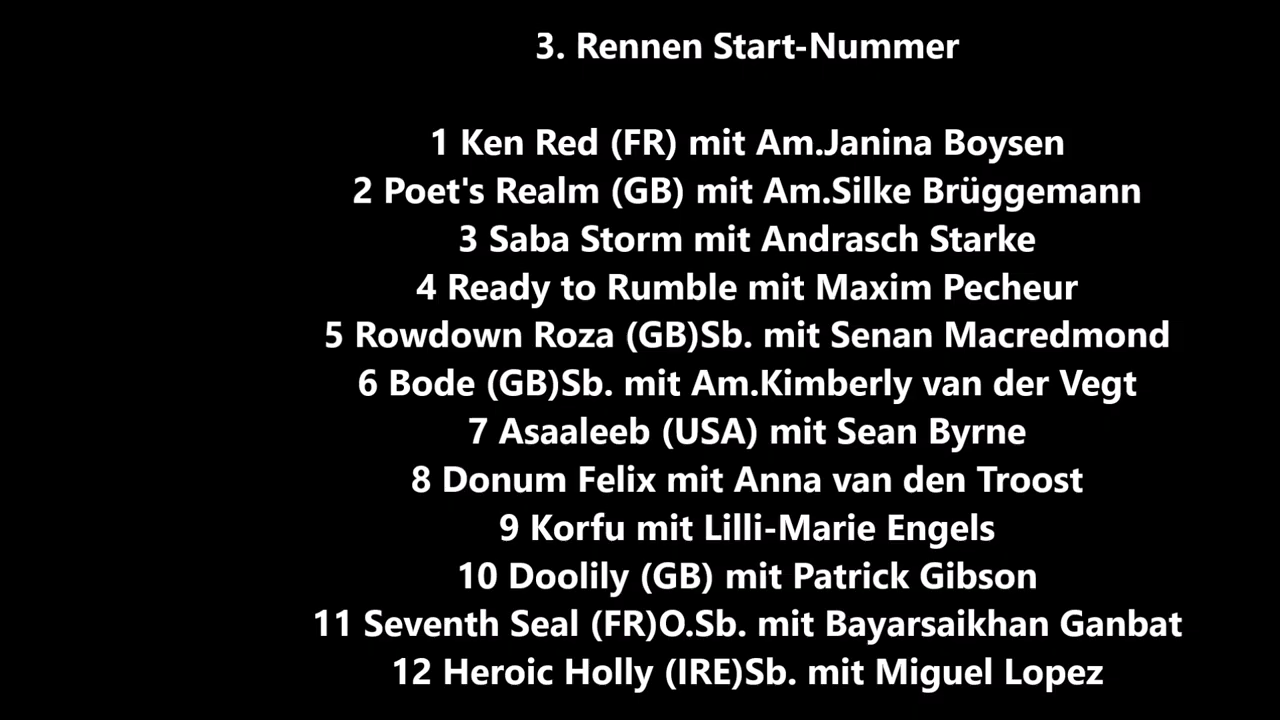 3. Rennen Start-Nummer
1 Ken Red (FR) mit Am.Janina Boysen
2 Poet's Realm (GB) mit Am.Silke Brüggemann
3 Saba Storm mit Andrasch Starke
4 Ready to Rumble mit Maxim Pecheur
5 Rowdown Roza (GB)Sb. mit Senan Macredmond
6 Bode (GB)Sb. mit Am.Kimberly van der Vegt
7 Asaaleeb (USA) mit Sean Byrne
8 Donum Felix mit Anna van den Troost
9 Korfu mit Lilli-Marie Engels
10 Doolily (GB) mit Patrick Gibson
11 Seventh Seal (FR)O.Sb. mit Bayarsaikhan Ganbat
12 Heroic Holly (IRE)Sb. mit Miguel Lopez